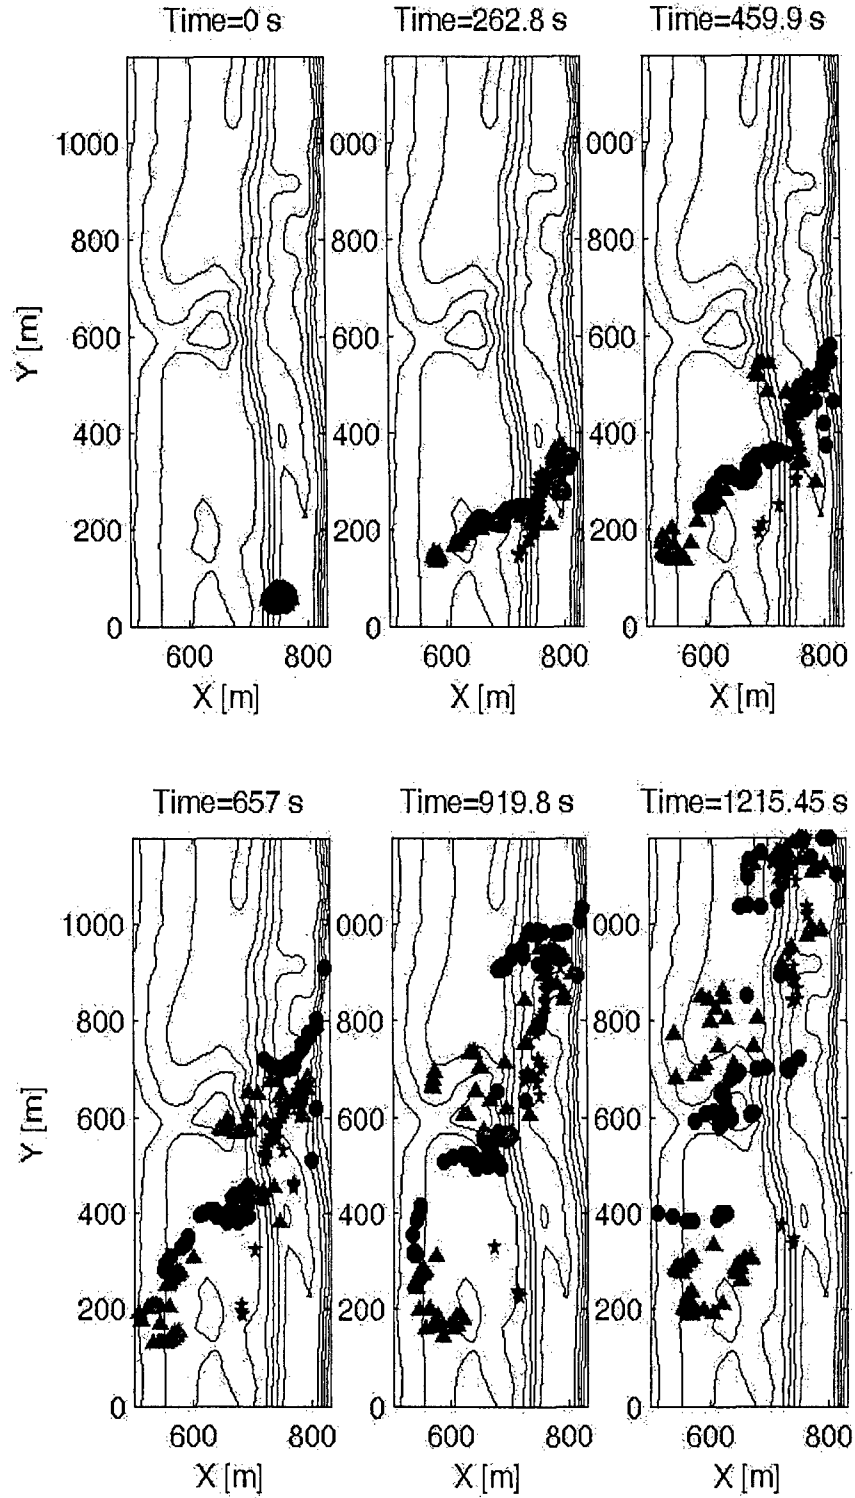 Time=0 s Time=262.8 s Time=459.9 s
1000 000 000
800 800 800
600 600 600
400 400 400
200 200 200
0 0 0
600 800 600 800 600 800
Y [m]
X [m] X [m] X [m]
Time=657 s Time=919.8 s Time=1215.45 s
1000 000 000
800 800 800
600 600 600
400 400 400
200 200 200
0 0 0
600 800 600 800 600 800
Y [m]
X [m] X [m] X [m]